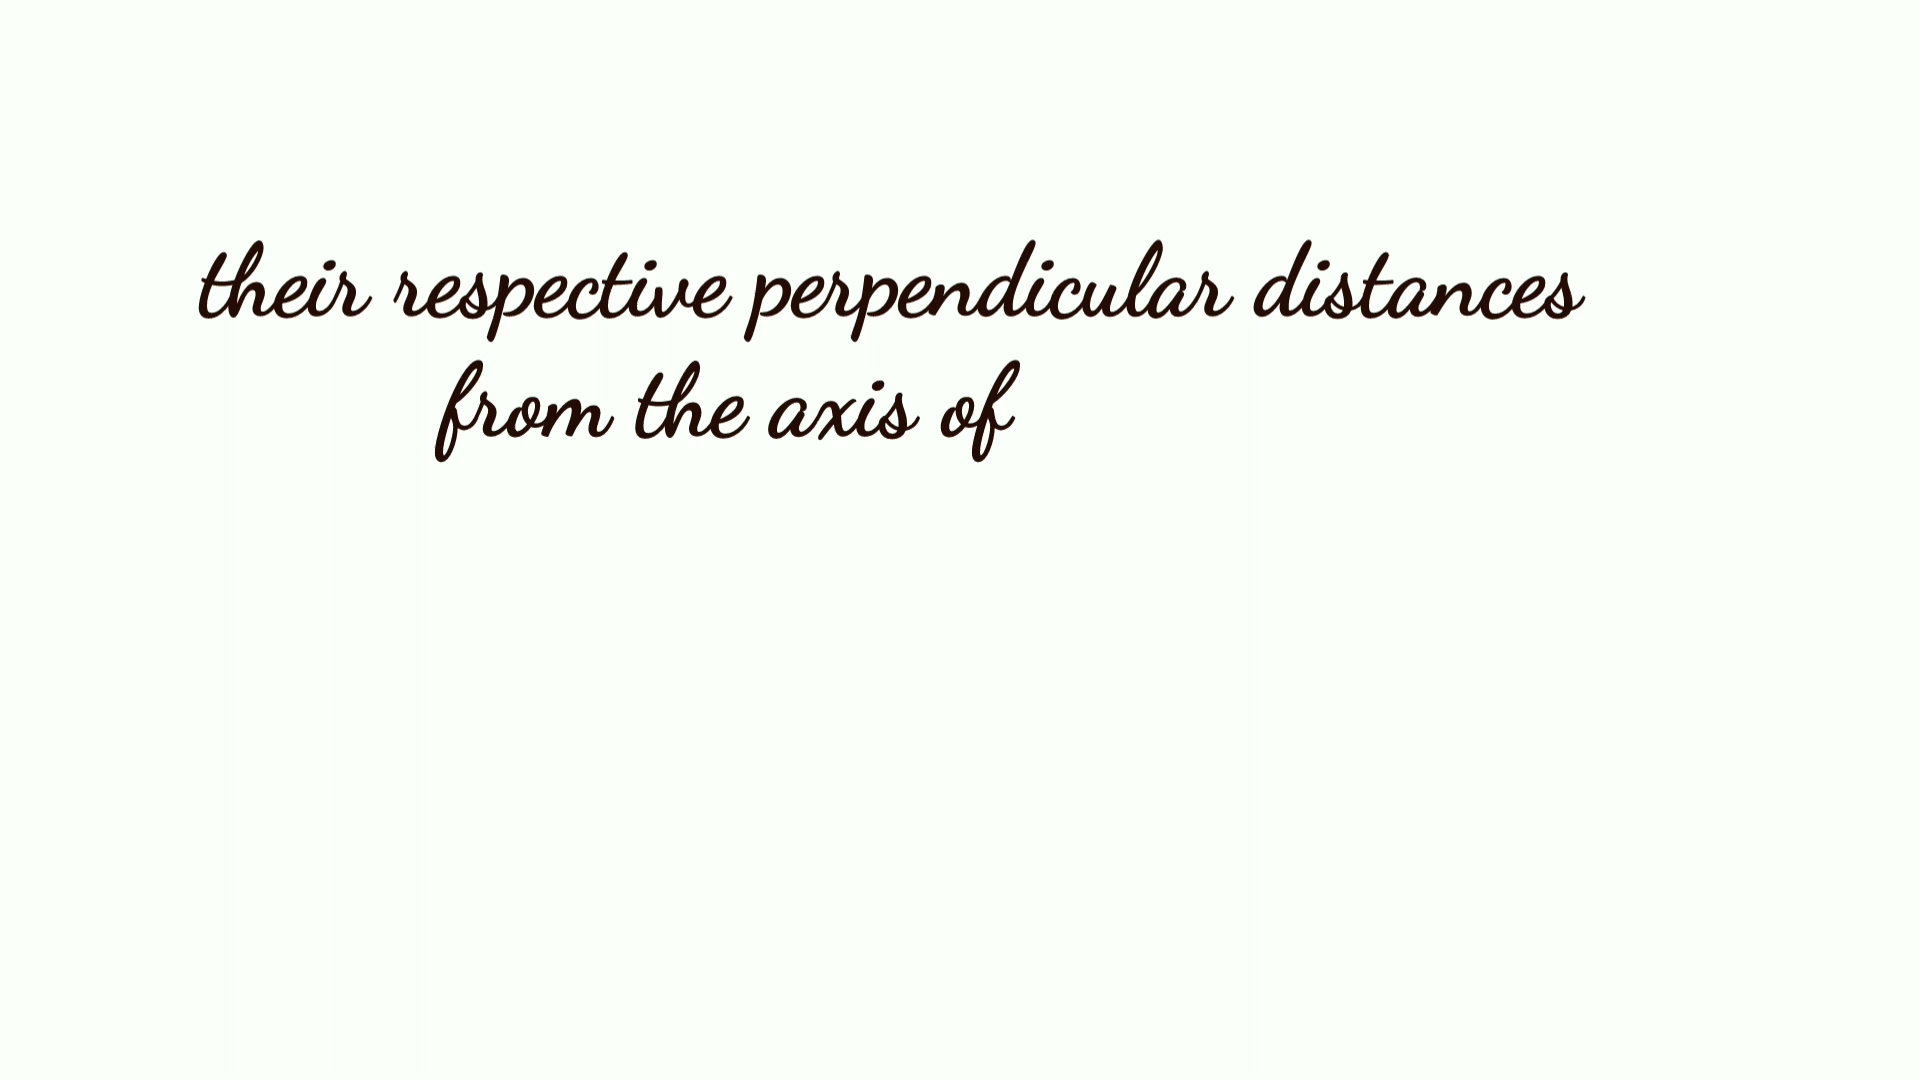 their respective perpendicular distances
from the axis of